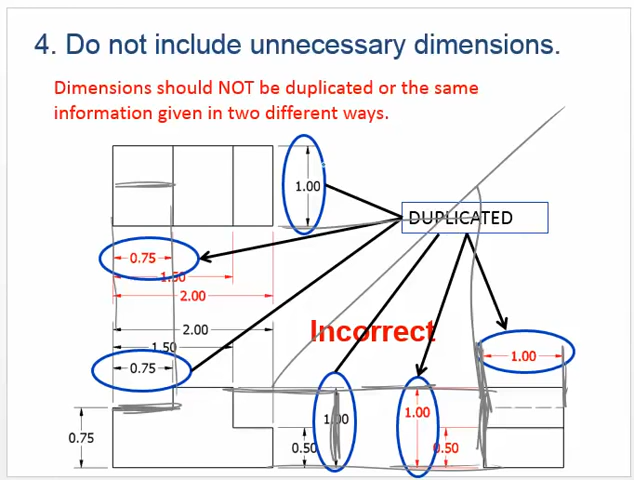 4. Do not include unnecessary dimensions.
Dimensions should NOT be duplicated or the same
information given in two different ways.
1.00
DUPLICATED
0.75
1.50
2.00
2.00
Incorrect
1.50
1.00
0.75
1.00
1.00
0.75
0.50
0.50